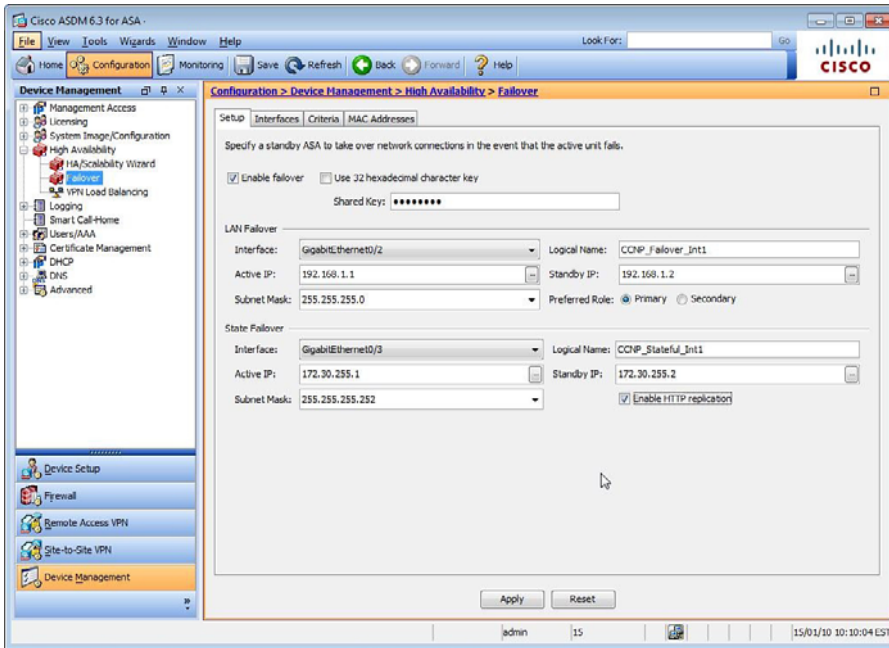 Cisco ASDM 6.3 for ASA -
File View Tools Wizards Window Help
Look For: Go
Home Configuration Monitoring Save Refresh Back Forward Help
CISCO
Device Management
Configuration > Device Management > High Availability > Failover
Management Access
Licensing
System Image/Configuration
High Availability
HA/Scalability Wizard
Failover
VPN Load Balancing
Logging
Smart Call-Home
Users/AAA
Certificate Management
DHCP
DNS
Advanced
Device Setup
Firewall
Remote Access VPN
Site-to-Site VPN
Device Management
Setup Interfaces Criteria MAC Addresses
Specify a standby ASA to take over network connections in the event that the active unit fails.
Enable failover Use 32 hexadecimal character key
Shared Key: ••••••••
LAN Failover
Interface: GigabitEthernet0/2 Logical Name: CCNP_Failover_Int1
Active IP: 192.168.1.1 ... Standby IP: 192.168.1.2 ...
Subnet Mask: 255.255.255.0 Preferred Role: Primary Secondary
State Failover
Interface: GigabitEthernet0/3 Logical Name: CCNP_Stateful_Int1
Active IP: 172.30.255.1 ... Standby IP: 172.30.255.2 ...
Subnet Mask: 255.255.255.252 Enable HTTP replication
Apply Reset
admin 15 15/01/10 10:10:04 EST